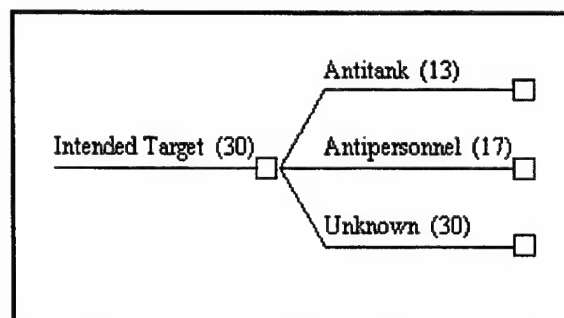 Antitank (13)
Intended Target (30)
Antipersonnel (17)
Unknown (30)